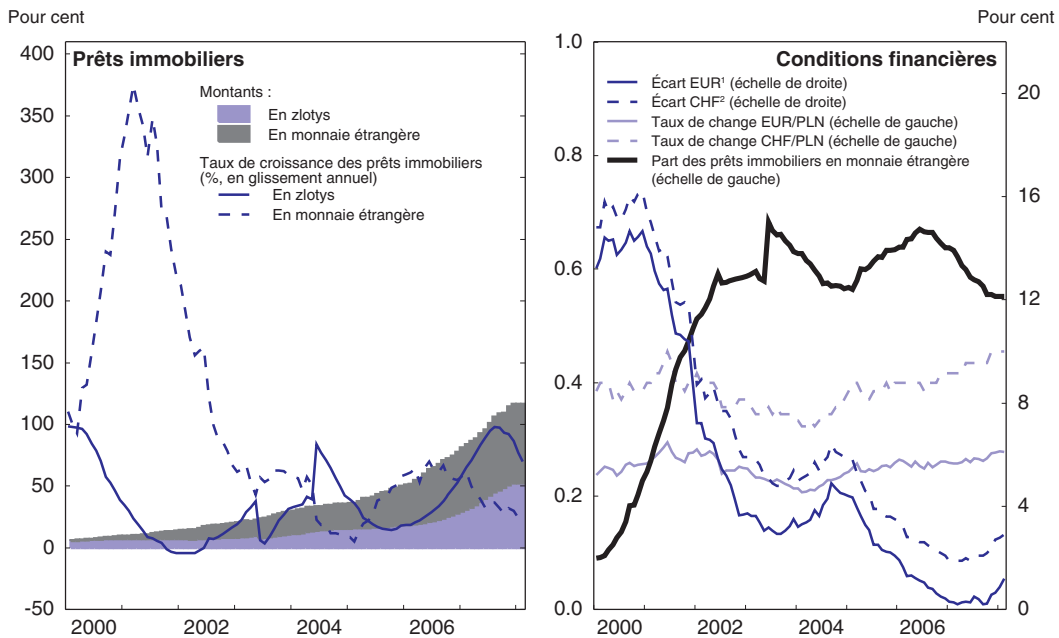 Pour cent
Pour cent
Prêts immobiliers
Montants :
En zlotys
En monnaie étrangère
Taux de croissance des prêts immobiliers
(%, en glissement annuel)
En zlotys
En monnaie étrangère
400
350
300
250
200
150
100
50
0
-50
2000
2002
2004
2006
Conditions financières
Écart EUR¹ (échelle de droite)
Écart CHF² (échelle de droite)
Taux de change EUR/PLN (échelle de gauche)
Taux de change CHF/PLN (échelle de gauche)
Part des prêts immobiliers en monnaie étrangère
(échelle de gauche)
1.0
0.8
0.6
0.4
0.2
0.0
20
16
12
8
4
0
2000
2002
2004
2006